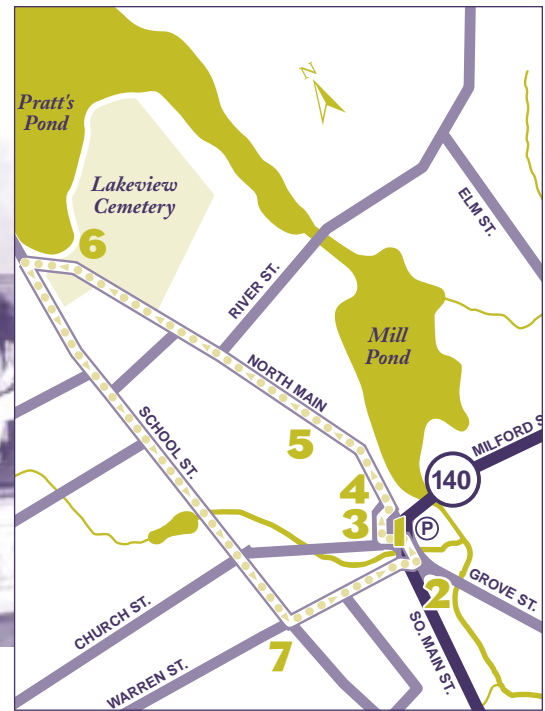 N
Pratt's
Pond
Lakeview
Cemetery
ELM ST.
6
RIVER ST.
Mill
Pond
NORTH MAIN
SCHOOL ST.
5
MILFORD S
140
4
3
P
2
GROVE ST.
CHURCH ST.
SO. MAIN ST.
7
WARREN ST.